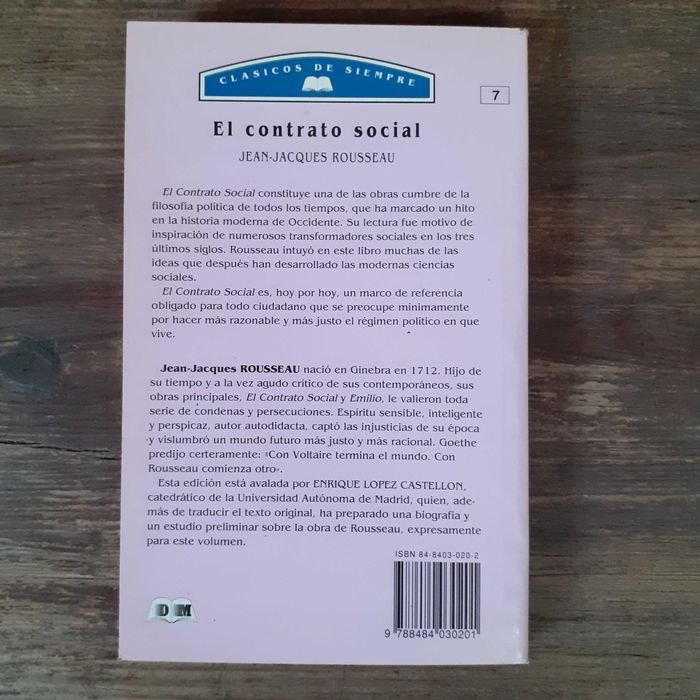 CLASICOS DE SIEMPRE
7
El contrato social
JEAN-JACQUES ROUSSEAU
El Contrato Social constituye una de las obras cumbre de la
filosofía política de todos los tiempos, que ha marcado un hito
en la historia moderna de Occidente. Su lectura fue motivo de
inspiración de numerosos transformadores sociales en los tres
últimos siglos. Rousseau intuyó en este libro muchas de las
ideas que después han desarrollado las modernas ciencias
sociales.
El Contrato Social es, hoy por hoy, un marco de referencia
obligado para todo ciudadano que se preocupe mínimamente
por hacer más razonable y más justo el régimen político en que
vive.
Jean-Jacques ROUSSEAU nació en Ginebra en 1712. Hijo de
su tiempo y a la vez agudo crítico de sus contemporáneos, sus
obras principales, El Contrato Social y Emilio, le valieron toda
serie de condenas y persecuciones. Espíritu sensible, inteligente
y perspicaz, autor autodidacta, captó las injusticias de su época
y vislumbró un mundo futuro más justo y más racional. Goethe
predijo certeramente: «Con Voltaire termina el mundo. Con
Rousseau comienza otro».
Esta edición está avalada por ENRIQUE LOPEZ CASTELLON,
catedrático de la Universidad Autónoma de Madrid, quien, ade-
más de traducir el texto original, ha preparado una biografía y
un estudio preliminar sobre la obra de Rousseau, expresamente
para este volumen.
ISBN 84-8403-020-2
D M
9 788484 030201